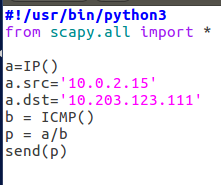 #!/usr/bin/python3
from scapy.all import *

a=IP()
a.src='10.0.2.15'
a.dst='10.203.123.111'
b = ICMP()
p = a/b
send(p)